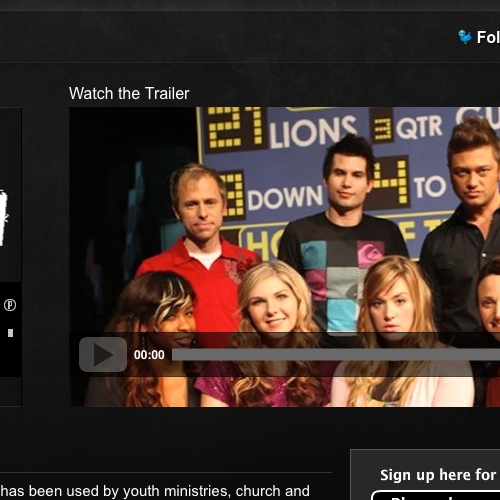 Fol
Watch the Trailer
21 LIONS 3 QTR GU
DOWN 4 TO
00:00
Sign up here for
has been used by youth ministries, church and